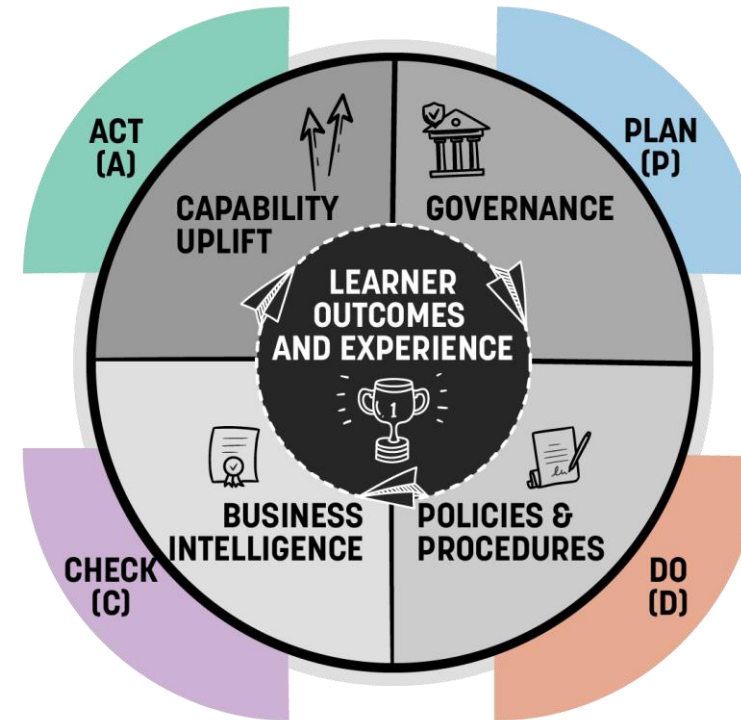 ACT
(A)
PLAN
(P)
CAPABILITY
UPLIFT
GOVERNANCE
LEARNER
OUTCOMES
AND EXPERIENCE
1
BUSINESS
INTELLIGENCE
POLICIES &
PROCEDURES
CHECK
(C)
DO
(D)